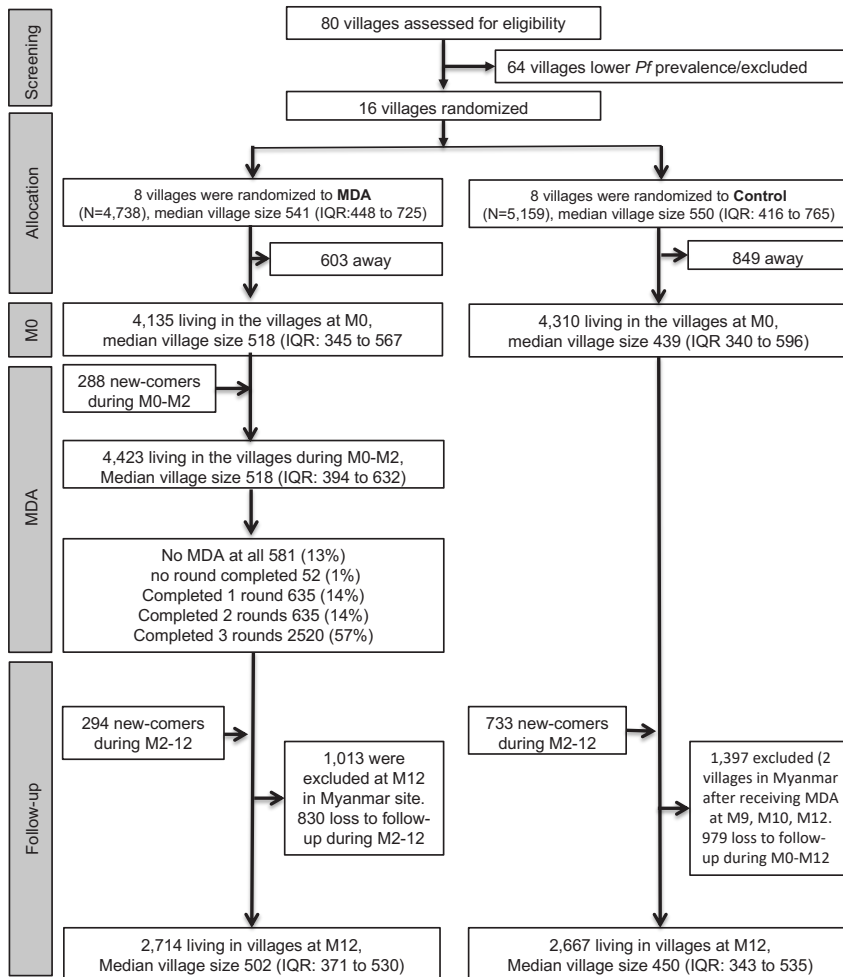 Screening
80 villages assessed for eligibility
64 villages lower Pf prevalence/excluded
16 villages randomized
Allocation
8 villages were randomized to MDA
(N=4,738), median village size 541 (IQR:448 to 725)
8 villages were randomized to Control
(N=5,159), median village size 550 (IQR: 416 to 765)
603 away
849 away
M0
4,135 living in the villages at M0,
median village size 518 (IQR: 345 to 567
4,310 living in the villages at M0,
median village size 439 (IQR 340 to 596)
MDA
288 new-comers
during M0-M2
4,423 living in the villages during M0-M2,
Median village size 518 (IQR: 394 to 632)
No MDA at all 581 (13%)
no round completed 52 (1%)
Completed 1 round 635 (14%)
Completed 2 rounds 635 (14%)
Completed 3 rounds 2520 (57%)
Follow-up
294 new-comers
during M2-12
1,013 were
excluded at M12
in Myanmar site.
830 loss to follow-
up during M2-12
733 new-comers
during M2-12
1,397 excluded (2
villages in Myanmar
after receiving MDA
at M9, M10, M12.
979 loss to follow-
up during M0-M12
2,714 living in villages at M12,
Median village size 502 (IQR: 371 to 530)
2,667 living in villages at M12,
Median village size 450 (IQR: 343 to 535)